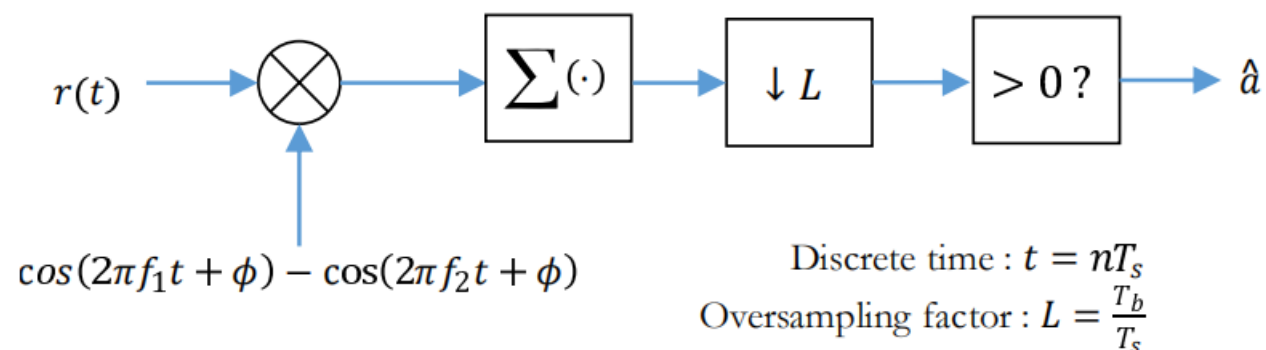 r(t)
∑(·)
↓ L
> 0 ?
â
cos(2πf₁t + ϕ) − cos(2πf₂t + ϕ)
Discrete time : t = nTₛ
Oversampling factor : L = T_b/Tₛ